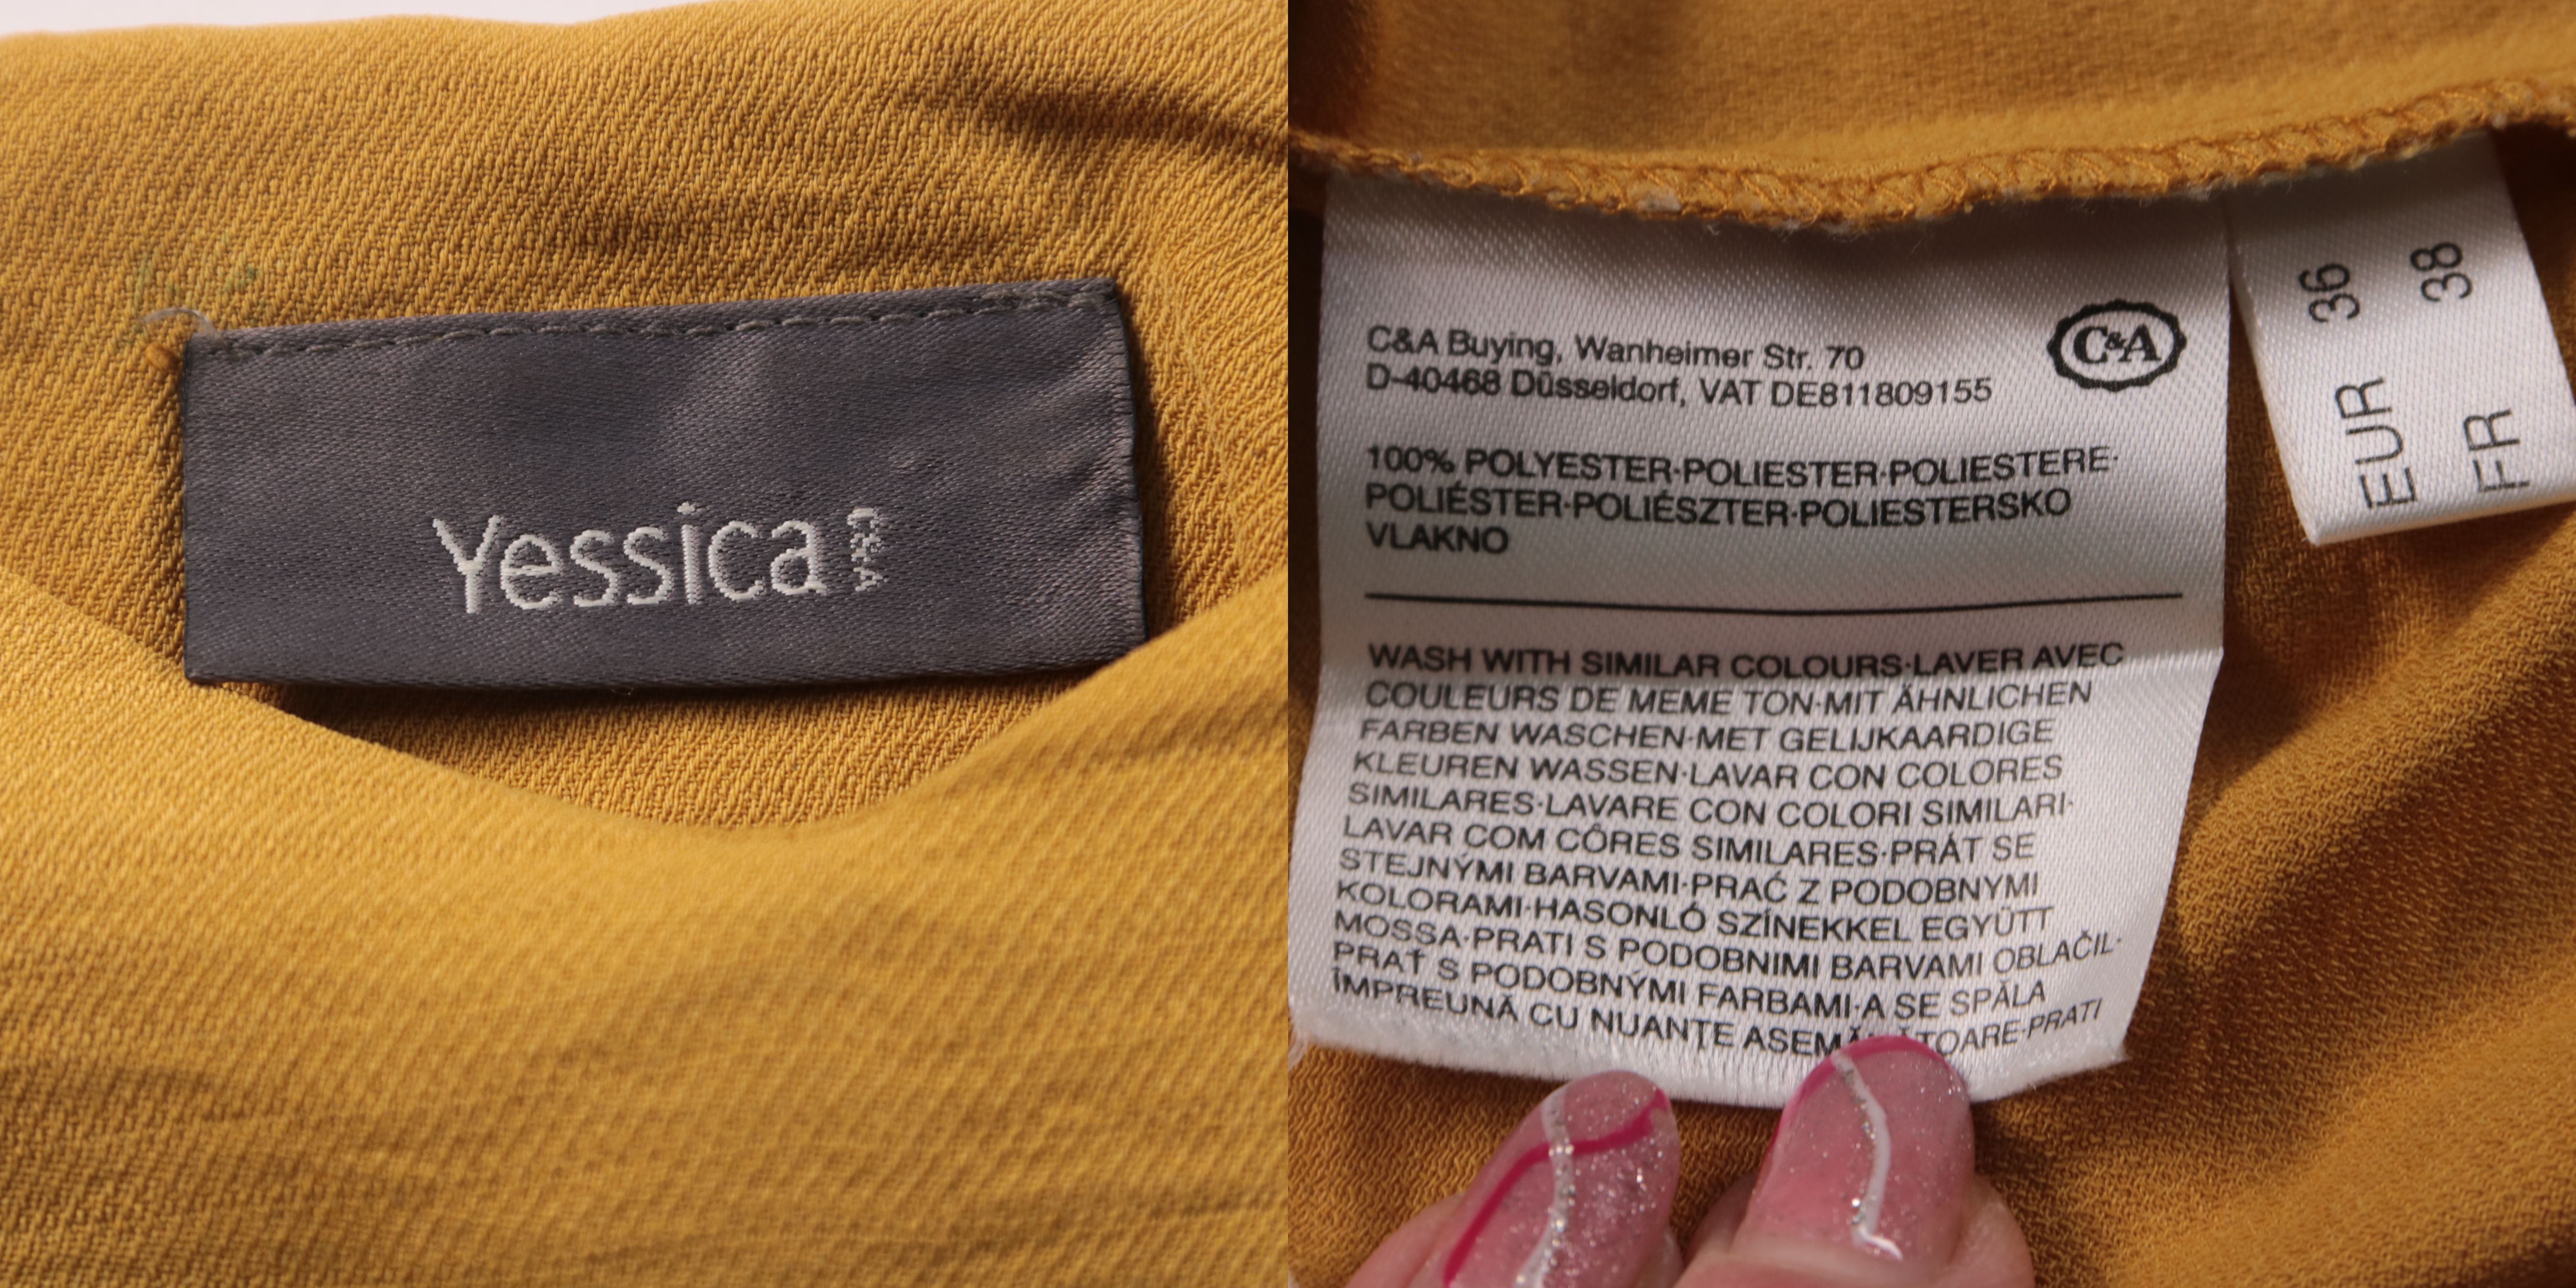 Yessica C&A
C&A Buying, Wanheimer Str. 70
D-40468 Düsseldorf, VAT DE811809155
C&A
100% POLYESTER·POLIESTER·POLIESTERE·
POLIÉSTER·POLIÉSZTER·POLIESTERSKO
VLAKNO
WASH WITH SIMILAR COLOURS·LAVER AVEC
COULEURS DE MEME TON·MIT ÄHNLICHEN
FARBEN WASCHEN·MET GELIJKAARDIGE
KLEUREN WASSEN·LAVAR CON COLORES
SIMILARES·LAVARE CON COLORI SIMILARI·
LAVAR COM CÔRES SIMILARES·PRÁT SE
STEJNÝMI BARVAMI·PRAĆ Z PODOBNYMI
KOLORAMI·HASONLÓ SZÍNEKKEL EGYÜTT
MOSSA·PRATI S PODOBNIMI BARVAMI OBLAČIL·
PRAŤ S PODOBNÝMI FARBAMI·A SE SPĂLA
ÎMPREUNĂ CU NUANŢE PRATI
EUR 36
FR 38